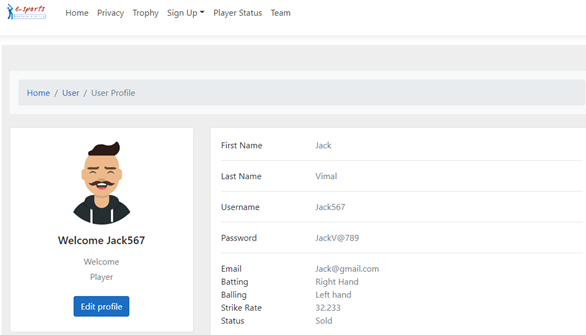 e-sports
Home Privacy Trophy Sign Up Player Status Team
Home / User / User Profile
Welcome Jack567
Welcome
Player
Edit profile
First Name Jack
Last Name Vimal
Username Jack567
Password JackV@789
Email Jack@gmail.com
Batting Right Hand
Balling Left hand
Strike Rate 32.233
Status Sold